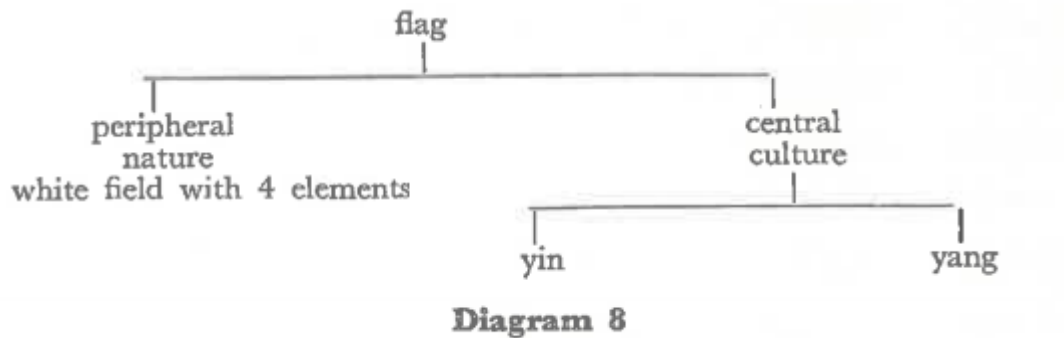 flag
peripheral
nature
white field with 4 elements
central
culture
yin
yang
Diagram 8